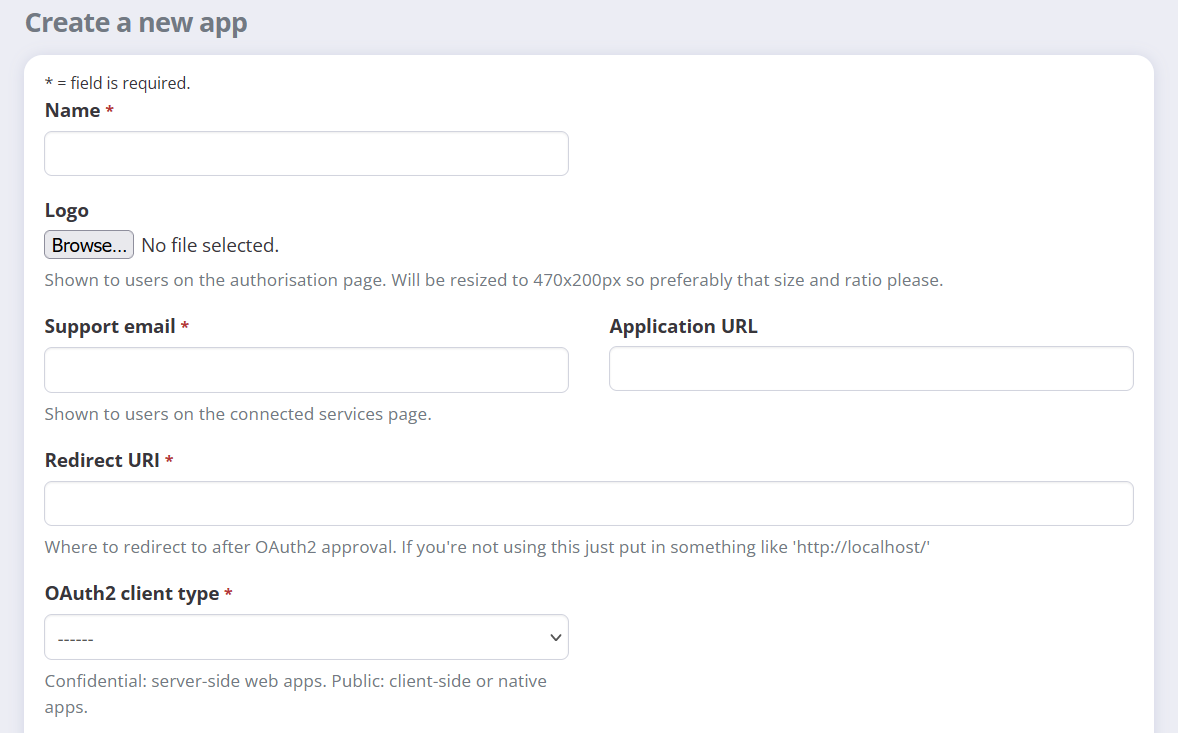 Create a new app
* = field is required.
Name *
Logo
Browse... No file selected.
Shown to users on the authorisation page. Will be resized to 470x200px so preferably that size and ratio please.
Support email *
Application URL
Shown to users on the connected services page.
Redirect URI *
Where to redirect to after OAuth2 approval. If you're not using this just put in something like 'http://localhost/'
OAuth2 client type *
------
Confidential: server-side web apps. Public: client-side or native
apps.